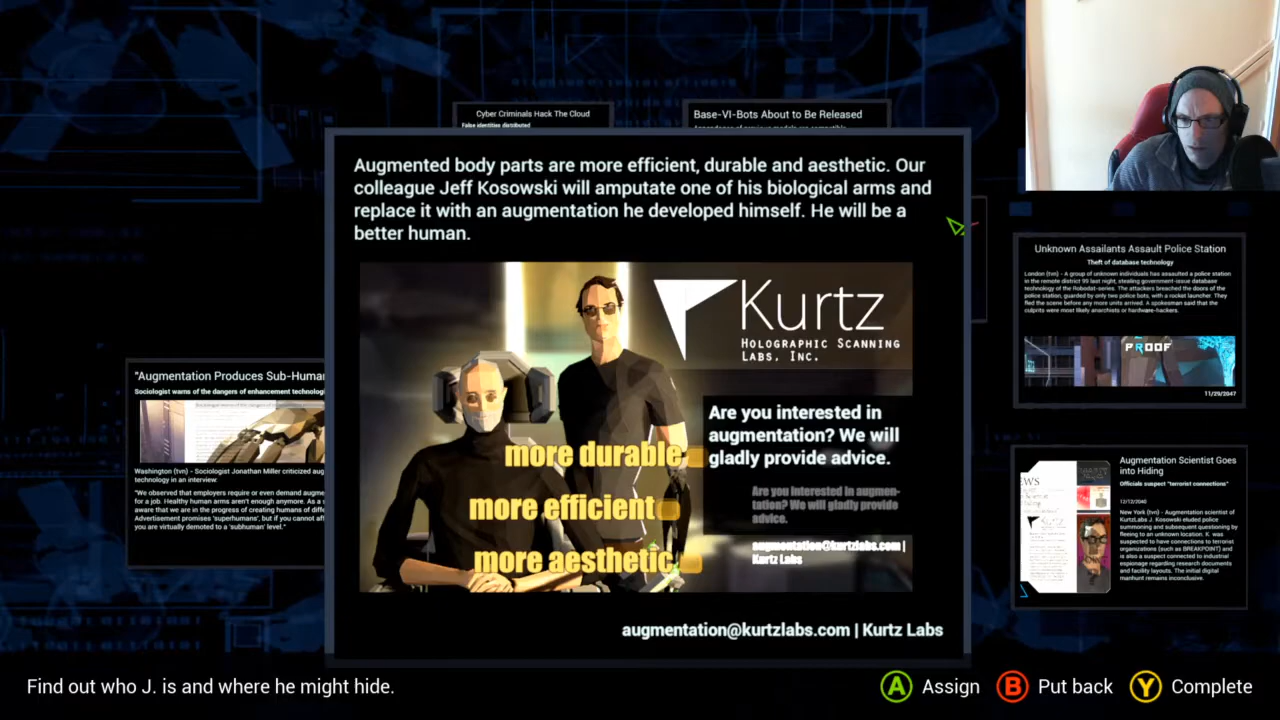 Cyber Criminals Hack The Cloud
False identities distributed
Base-VI-Bots About to Be Released
Augmented body parts are more efficient, durable and aesthetic. Our
colleague Jeff Kosowski will amputate one of his biological arms and
replace it with an augmentation he developed himself. He will be a
better human.
Kurtz
HOLOGRAPHIC SCANNING
LABS, INC.
Are you interested in
augmentation? We will
gladly provide advice.
Are you interested in augmen-
tation? We will gladly provide
advice.
augmentation@kurtzlabs.com |
Kurtz Labs
more durable
more efficient
more aesthetic
augmentation@kurtzlabs.com | Kurtz Labs
"Augmentation Produces Sub-Human
Sociologist warns of the dangers of enhancement technolog
Washington (tvn) - Sociologist Jonathan Miller criticized aug
technology in an interview:
"We observed that employers require or even demand augme
for a job. Healthy human arms aren't enough anymore. As a s
aware that we are in the progress of creating humans of diffe
Advertisement promises 'superhumans', but if you cannot aff
you are virtually demoted to a 'subhuman' level."
Unknown Assailants Assault Police Station
Theft of database technology
London (tvn) - A group of unknown individuals has assaulted a police station
in the remote district 99 last night, stealing government-issue database
technology of the Robodat-series. The attackers breached the doors of the
police station, guarded by only two police bots, with a rocket launcher. They
fled the scene before any more units arrived. A spokesman said that the
culprits were most likely anarchists or hardware-hackers.
PROOF
11/29/2047
Augmentation Scientist Goes
into Hiding
Officials suspect "terrorist connections"
12/12/2040
New York (tvn) - Augmentation scientist of
KurtzLabs J. Kosowski eluded police
summoning and subsequent questioning by
fleeing to an unknown location. K. was
suspected to have connections to terrorist
organizations (such as BREAKPOINT) and
is also a suspect connected to industrial
espionage regarding research documents
and facility layouts. The initial digital
manhunt remains inconclusive.
Find out who J. is and where he might hide.
A Assign
B Put back
Y Complete